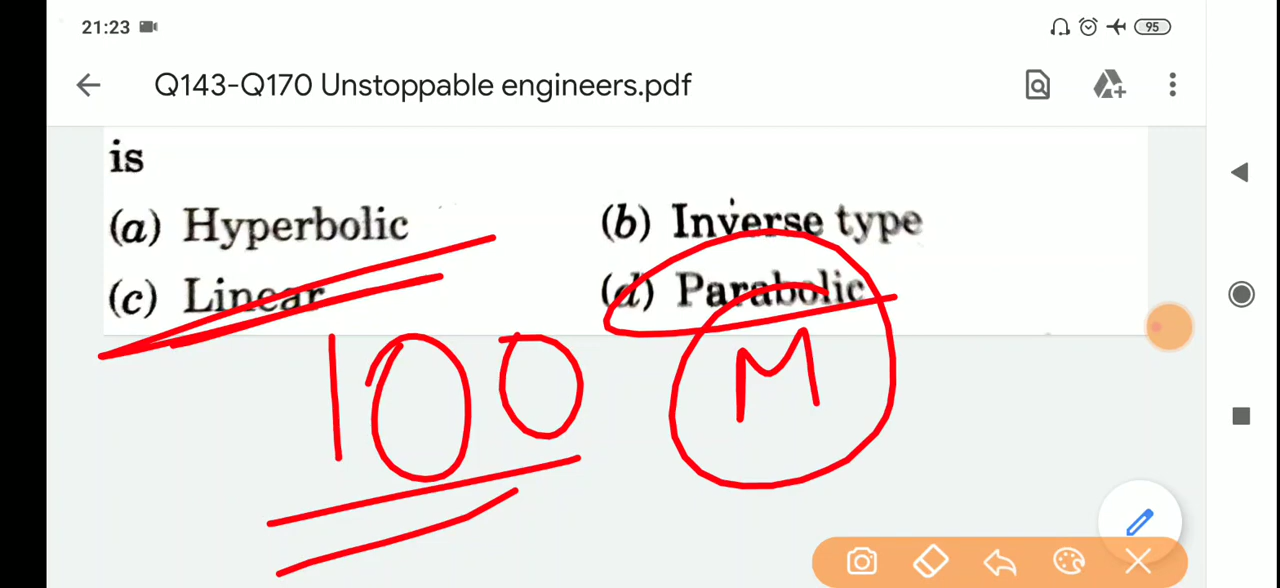 21:23 95
Q143-Q170 Unstoppable engineers.pdf
is
(a) Hyperbolic (b) Inverse type
(c) Linear (d) Parabolic
100 M